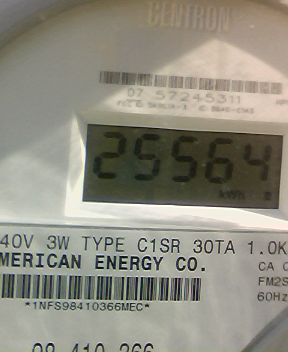 CENTRON
07 57245311
25564
kWh
40V 3W TYPE C1SR 30TA 1.0K
MERICAN ENERGY CO.
CA 0
FM2S
60Hz
*1NFS98410366MEC*
98 410 366